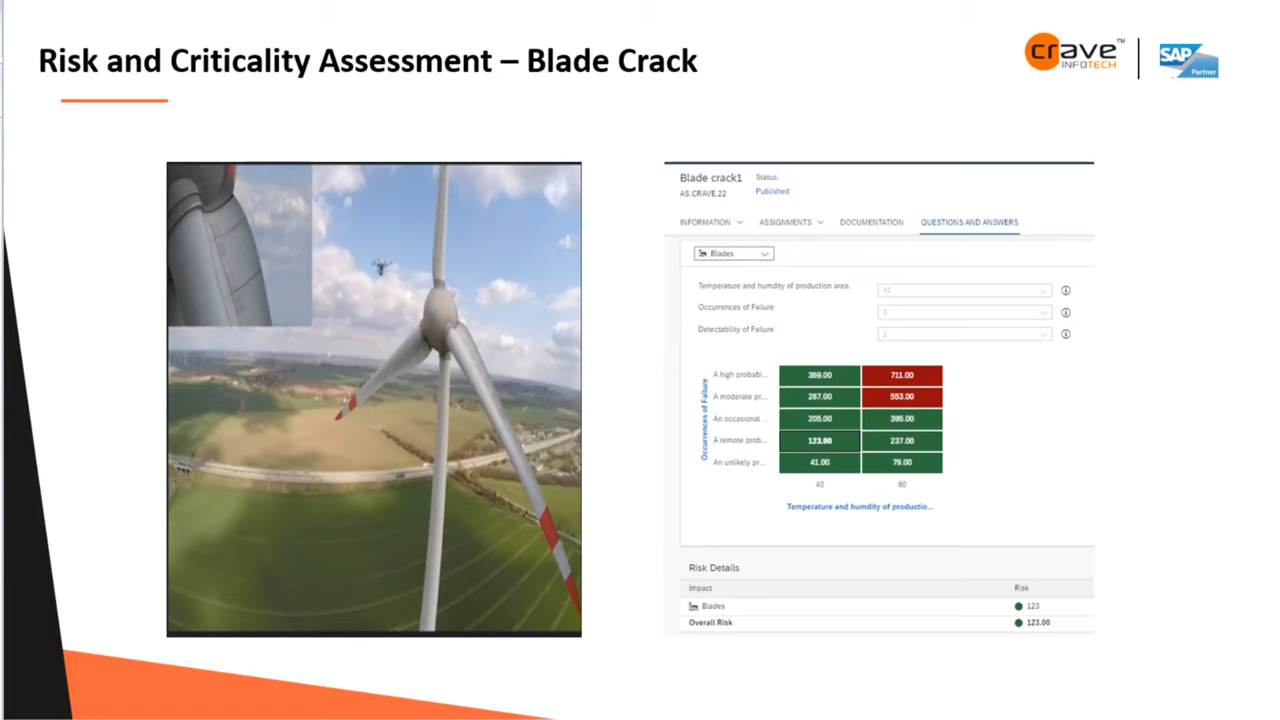 Risk and Criticality Assessment – Blade Crack
crave™
INFOTECH
SAP
Partner
Blade crack1
Status:
AS.CRAVE.22
Published
INFORMATION
ASSIGNMENTS
DOCUMENTATION
QUESTIONS AND ANSWERS
Blades
Temperature and humdity of production area.
Occurrences of Failure
3
Detectability of Failure
1
Occurrences of Failure
A high probabi... 369.00 711.00
A moderate pr... 287.00 553.00
An occasional ... 205.00 395.00
A remote prob... 123.00 237.00
An unlikely pr... 41.00 79.00
40 80
Temperature and humdity of productio...
Risk Details
Impact Risk
Blades 123
Overall Risk 123.00